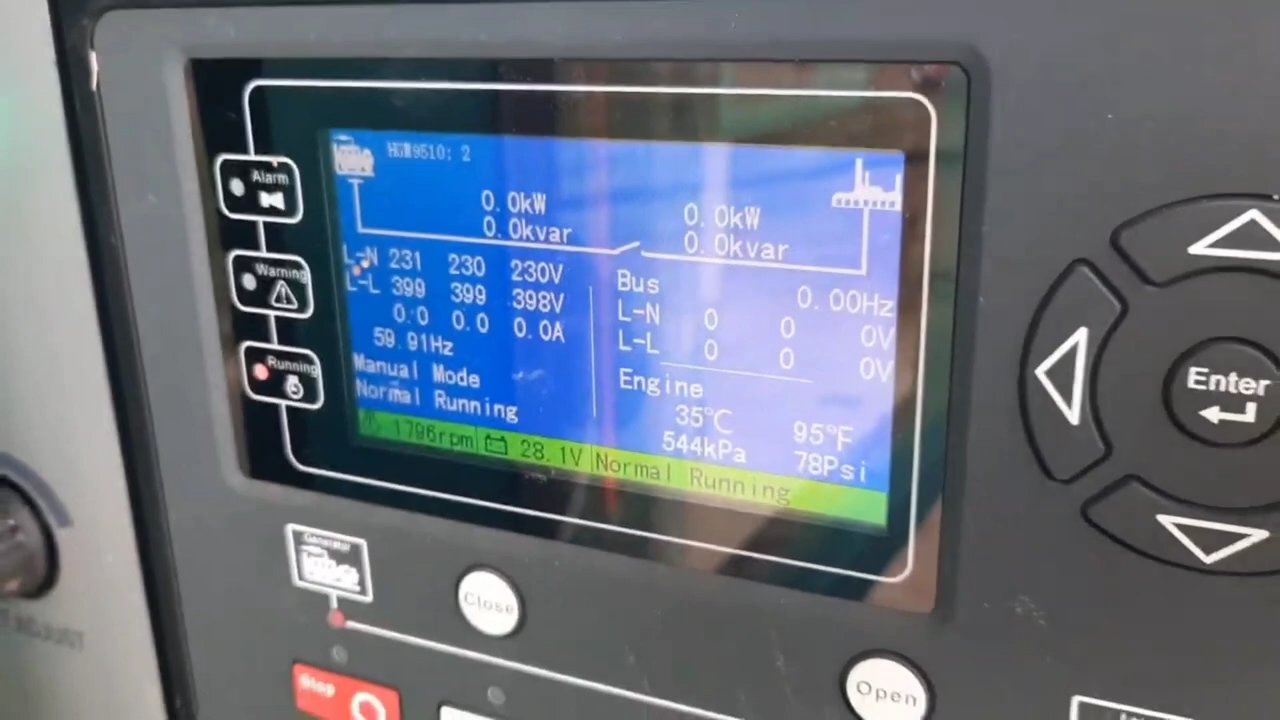 HGM9510: 2
0.0kW
0.0kvar
0.0kW
0.0kvar
L-N 231 230 230V
L-L 399 399 398V
0.0 0.0 0.0A
59.91Hz
Manual Mode
Normal Running
Bus 0.00Hz
L-N 0 0 0V
L-L 0 0 0V
Engine
35℃ 95℉
544kPa 78Psi
1796rpm 28.1V Normal Running
Alarm
Warning
Running
Enter
Generator
Close
Stop
Open